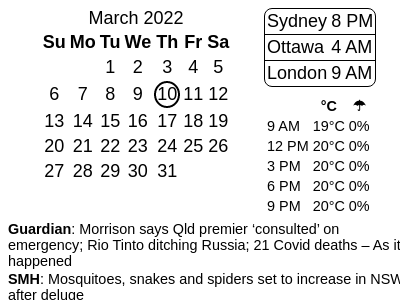 March 2022
Su Mo Tu We Th Fr Sa
1 2 3 4 5
6 7 8 9 10 11 12
13 14 15 16 17 18 19
20 21 22 23 24 25 26
27 28 29 30 31
Sydney 8 PM
Ottawa 4 AM
London 9 AM
°C ☂
9 AM 19°C 0%
12 PM 20°C 0%
3 PM 20°C 0%
6 PM 20°C 0%
9 PM 20°C 0%
Guardian: Morrison says Qld premier ‘consulted’ on
emergency; Rio Tinto ditching Russia; 21 Covid deaths – As it
happened
SMH: Mosquitoes, snakes and spiders set to increase in NSW
after deluge